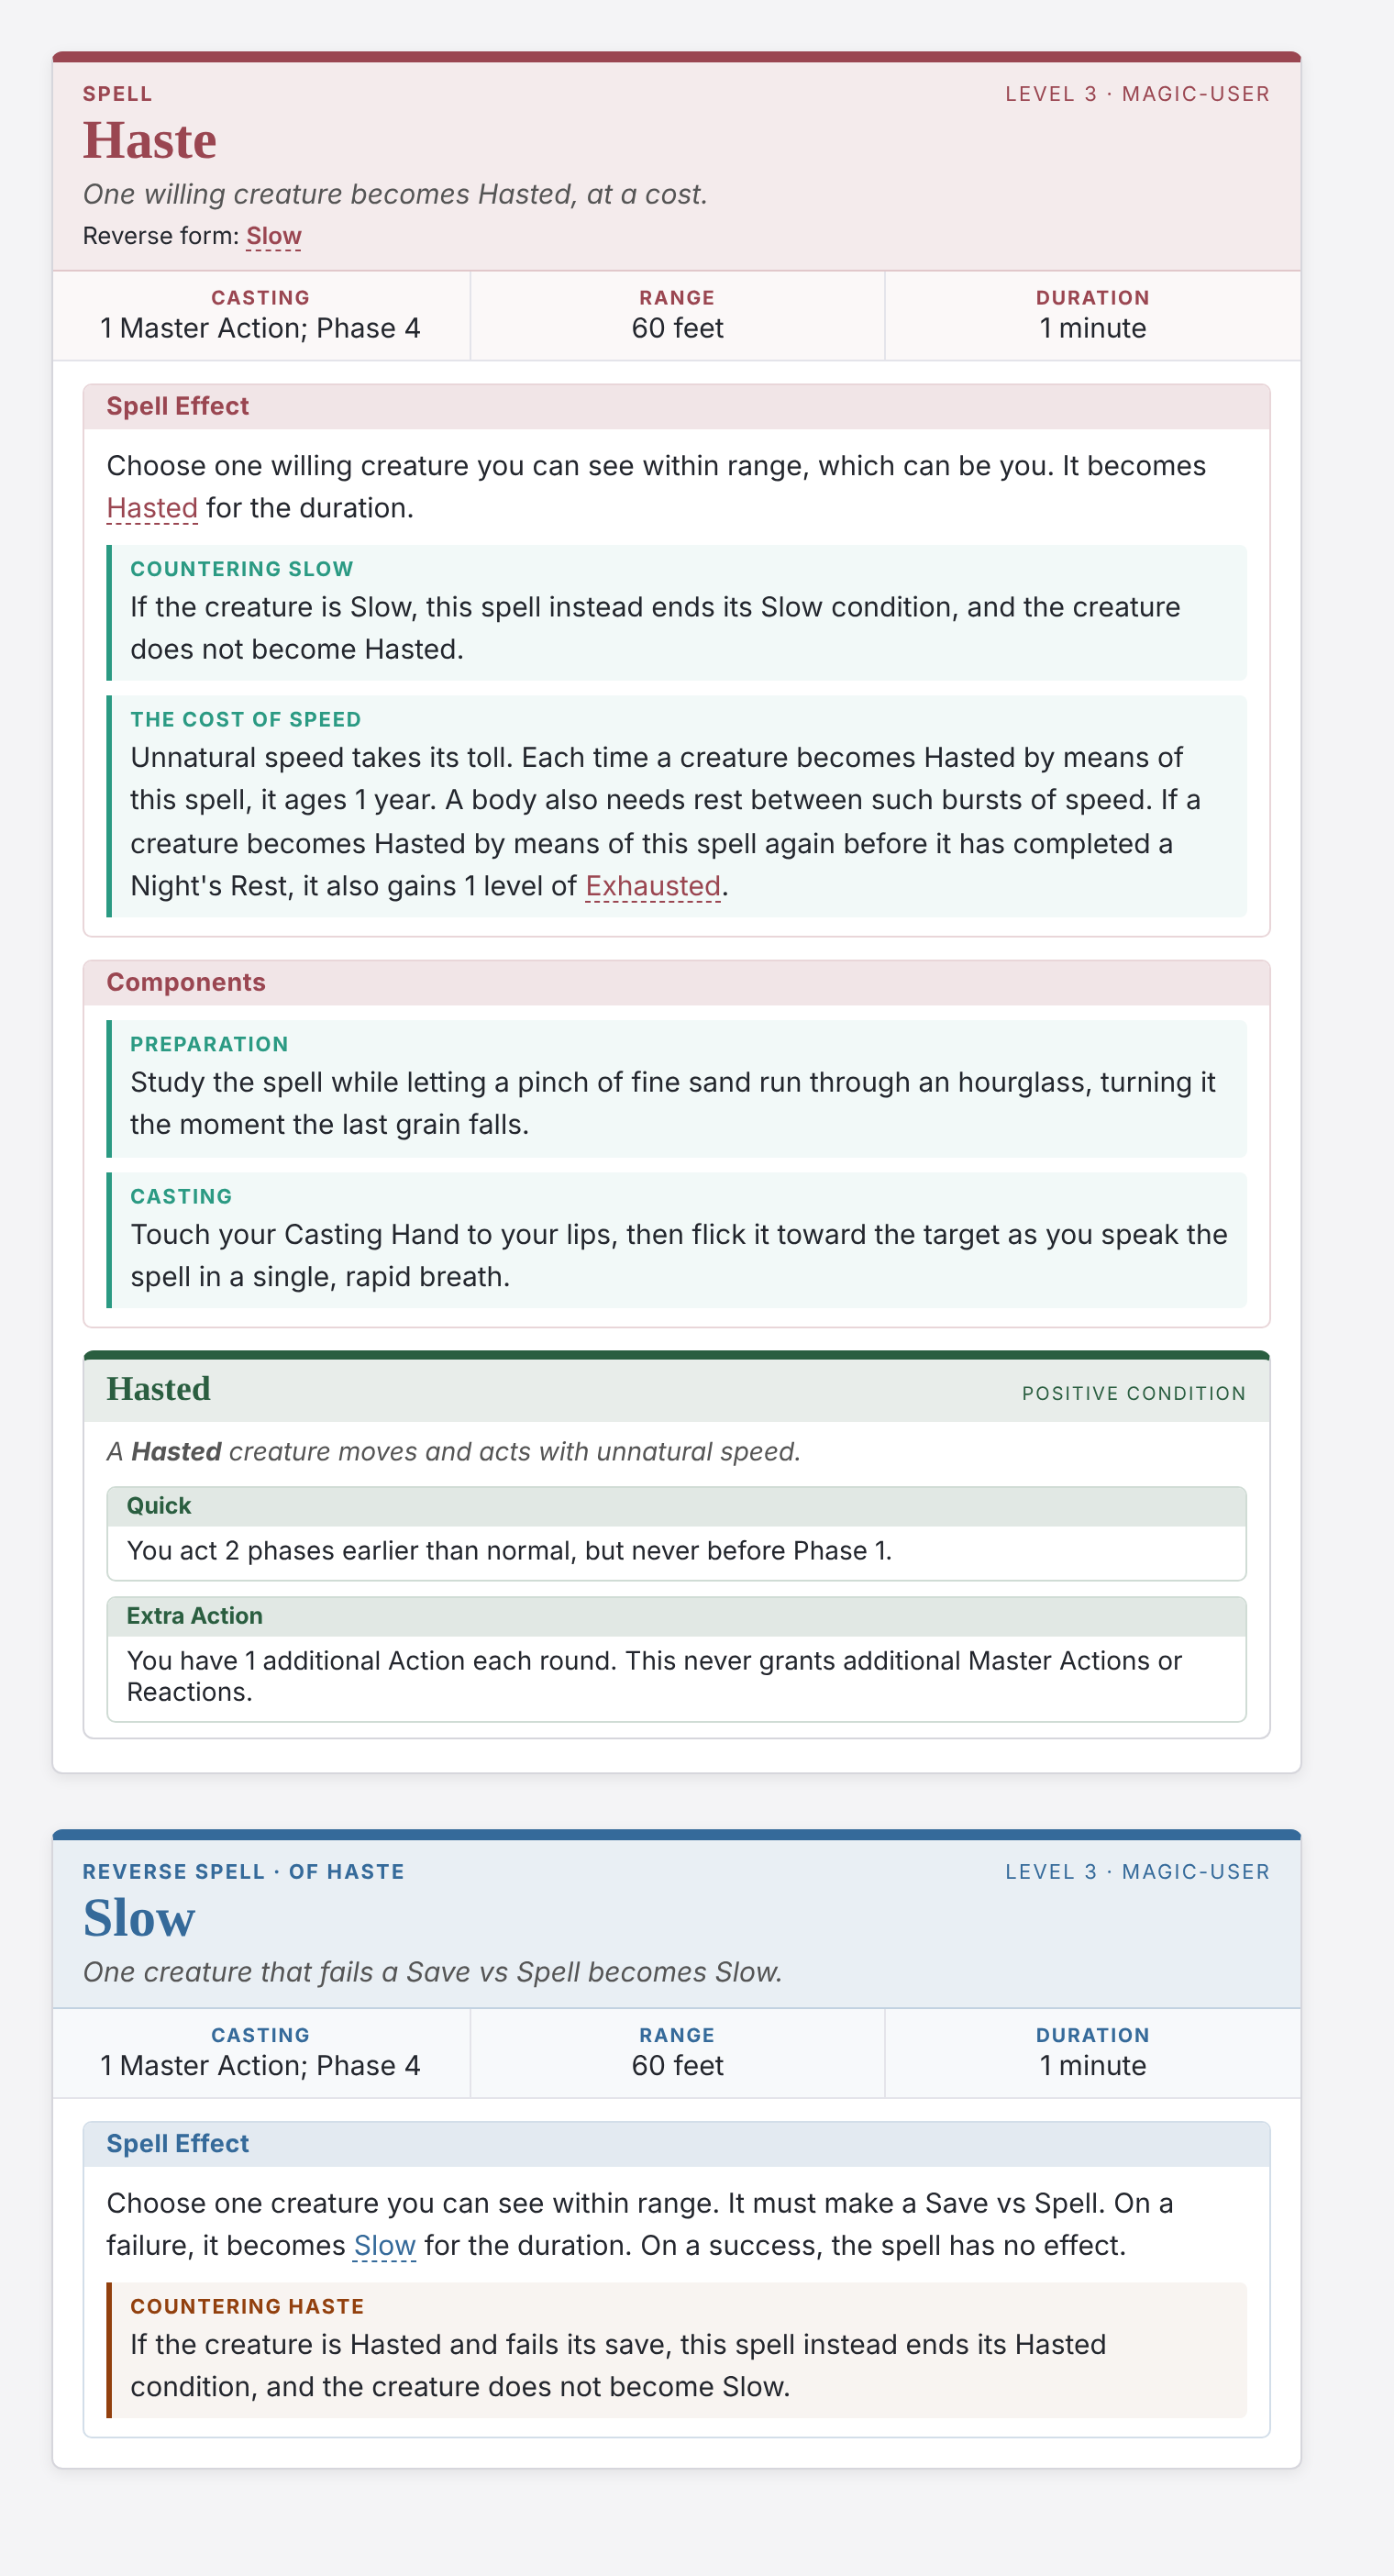 SPELL
LEVEL 3 · MAGIC-USER
Haste
One willing creature becomes Hasted, at a cost.
Reverse form: Slow
CASTING
1 Master Action; Phase 4
RANGE
60 feet
DURATION
1 minute
Spell Effect
Choose one willing creature you can see within range, which can be you. It becomes
Hasted for the duration.
COUNTERING SLOW
If the creature is Slow, this spell instead ends its Slow condition, and the creature
does not become Hasted.
THE COST OF SPEED
Unnatural speed takes its toll. Each time a creature becomes Hasted by means of
this spell, it ages 1 year. A body also needs rest between such bursts of speed. If a
creature becomes Hasted by means of this spell again before it has completed a
Night's Rest, it also gains 1 level of Exhausted.
Components
PREPARATION
Study the spell while letting a pinch of fine sand run through an hourglass, turning it
the moment the last grain falls.
CASTING
Touch your Casting Hand to your lips, then flick it toward the target as you speak the
spell in a single, rapid breath.
Hasted
POSITIVE CONDITION
A Hasted creature moves and acts with unnatural speed.
Quick
You act 2 phases earlier than normal, but never before Phase 1.
Extra Action
You have 1 additional Action each round. This never grants additional Master Actions or
Reactions.
REVERSE SPELL · OF HASTE
LEVEL 3 · MAGIC-USER
Slow
One creature that fails a Save vs Spell becomes Slow.
CASTING
1 Master Action; Phase 4
RANGE
60 feet
DURATION
1 minute
Spell Effect
Choose one creature you can see within range. It must make a Save vs Spell. On a
failure, it becomes Slow for the duration. On a success, the spell has no effect.
COUNTERING HASTE
If the creature is Hasted and fails its save, this spell instead ends its Hasted
condition, and the creature does not become Slow.